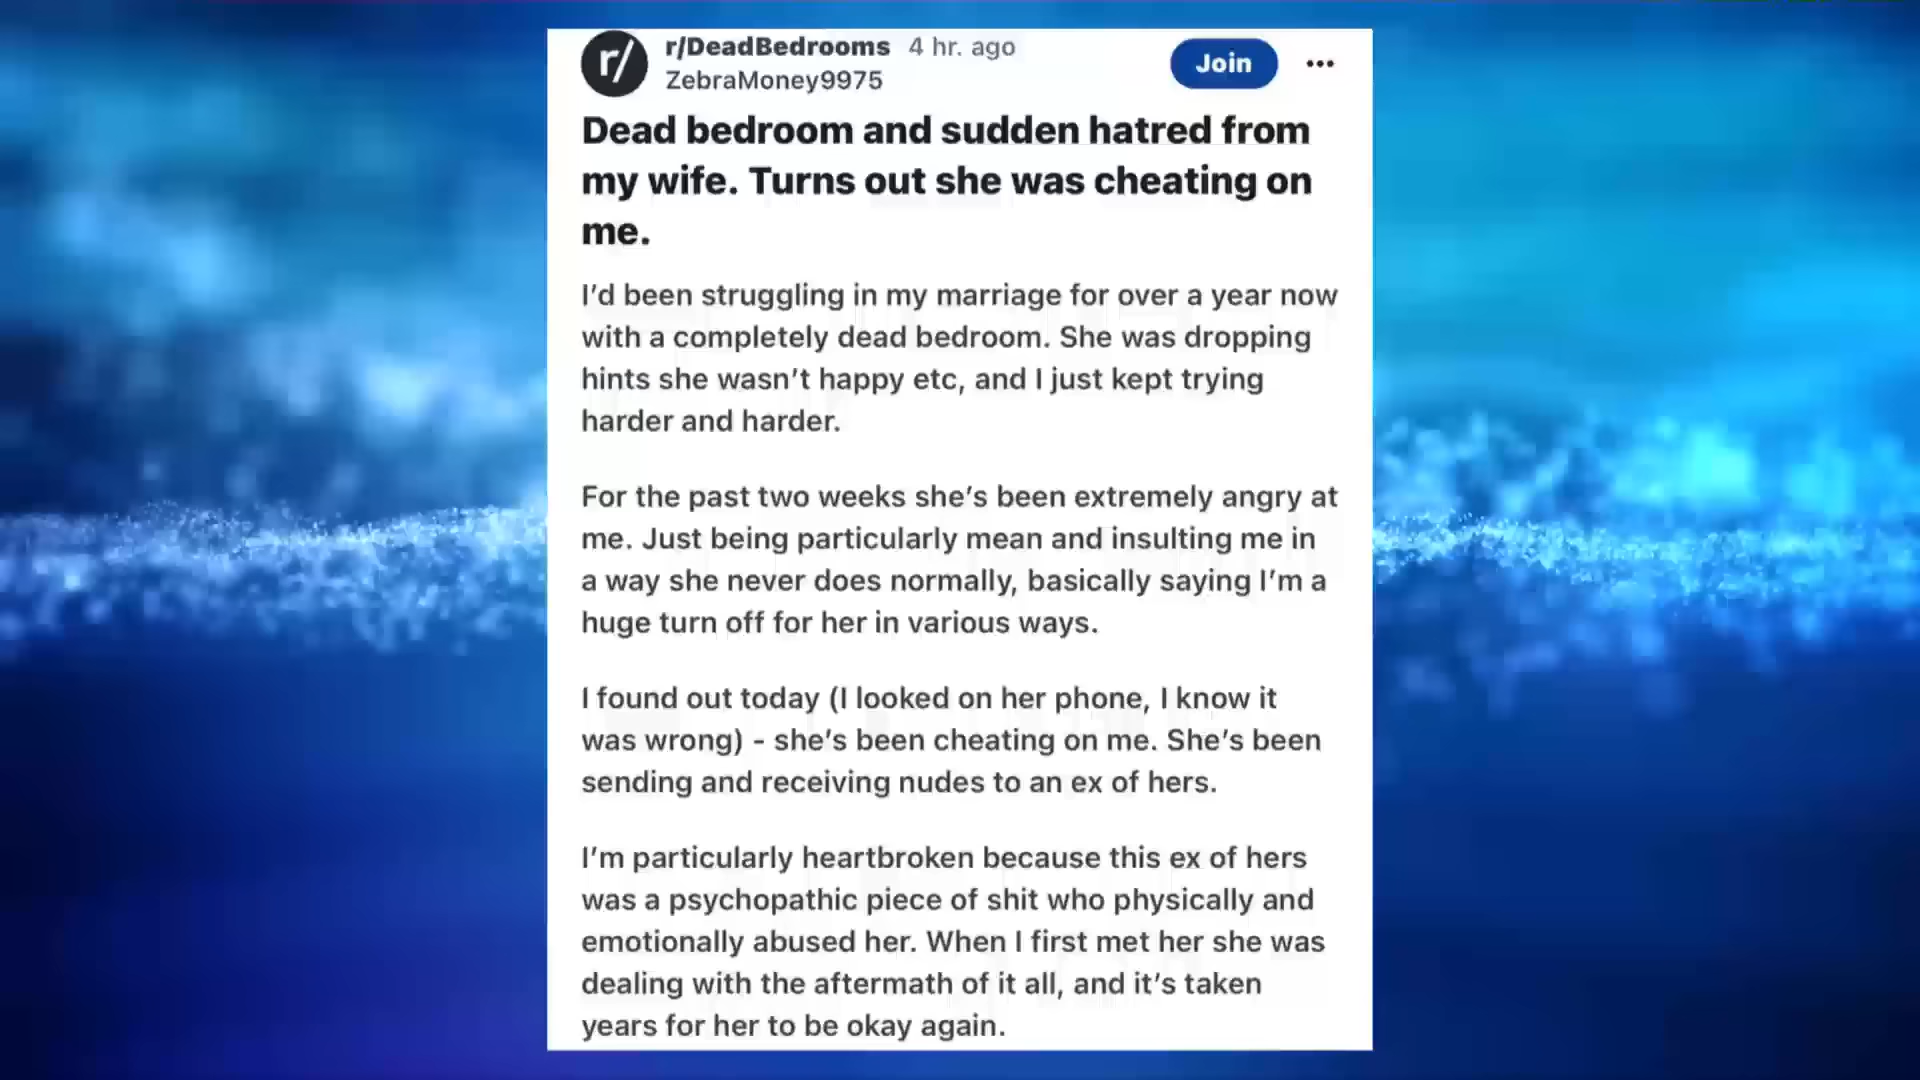 r/
r/DeadBedrooms 4 hr. ago
ZebraMoney9975
Join
Dead bedroom and sudden hatred from
my wife. Turns out she was cheating on
me.
I’d been struggling in my marriage for over a year now
with a completely dead bedroom. She was dropping
hints she wasn’t happy etc, and I just kept trying
harder and harder.
For the past two weeks she’s been extremely angry at
me. Just being particularly mean and insulting me in
a way she never does normally, basically saying I’m a
huge turn off for her in various ways.
I found out today (I looked on her phone, I know it
was wrong) - she’s been cheating on me. She’s been
sending and receiving nudes to an ex of hers.
I’m particularly heartbroken because this ex of hers
was a psychopathic piece of shit who physically and
emotionally abused her. When I first met her she was
dealing with the aftermath of it all, and it’s taken
years for her to be okay again.